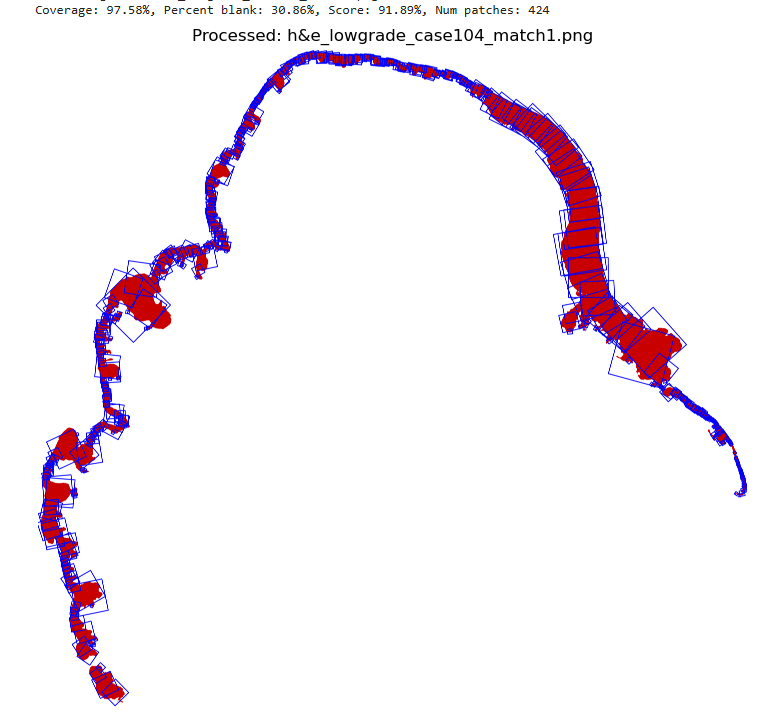 Coverage: 97.58%, Percent blank: 30.86%, Score: 91.89%, Num patches: 424
Processed: h&e_lowgrade_case104_match1.png